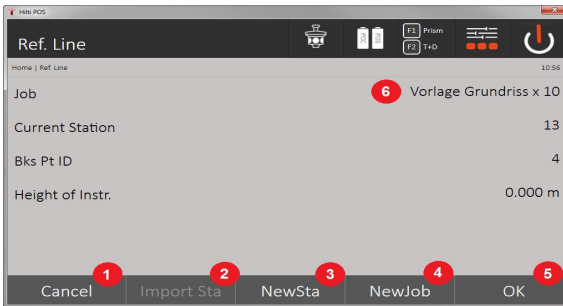 Hilti POS
Ref. Line
POC
POS
F1 Prism
F2 T+D
Home | Ref. Line
10:56
Job
6
Vorlage Grundriss x 10
Current Station
13
Bks Pt ID
4
Height of Instr.
0.000 m
1
2
3
4
5
Cancel
Import Sta
NewSta
NewJob
OK